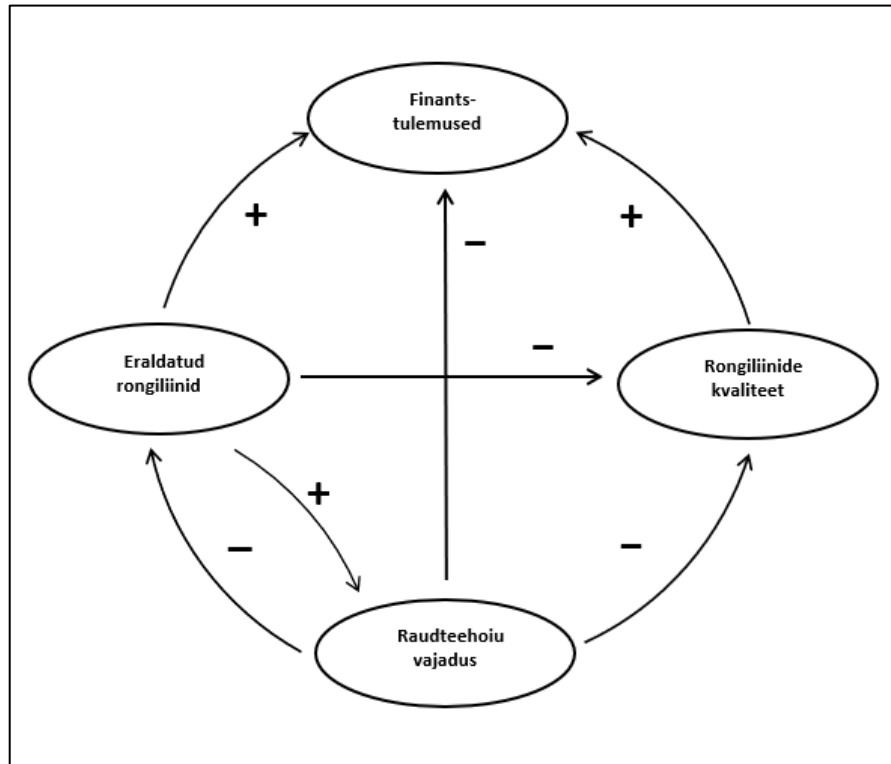 Finants-
tulemused
+
+
−
Eraldatud
rongiliinid
−
Rongiliinide
kvaliteet
+
−
−
Raudteehoiu
vajadus